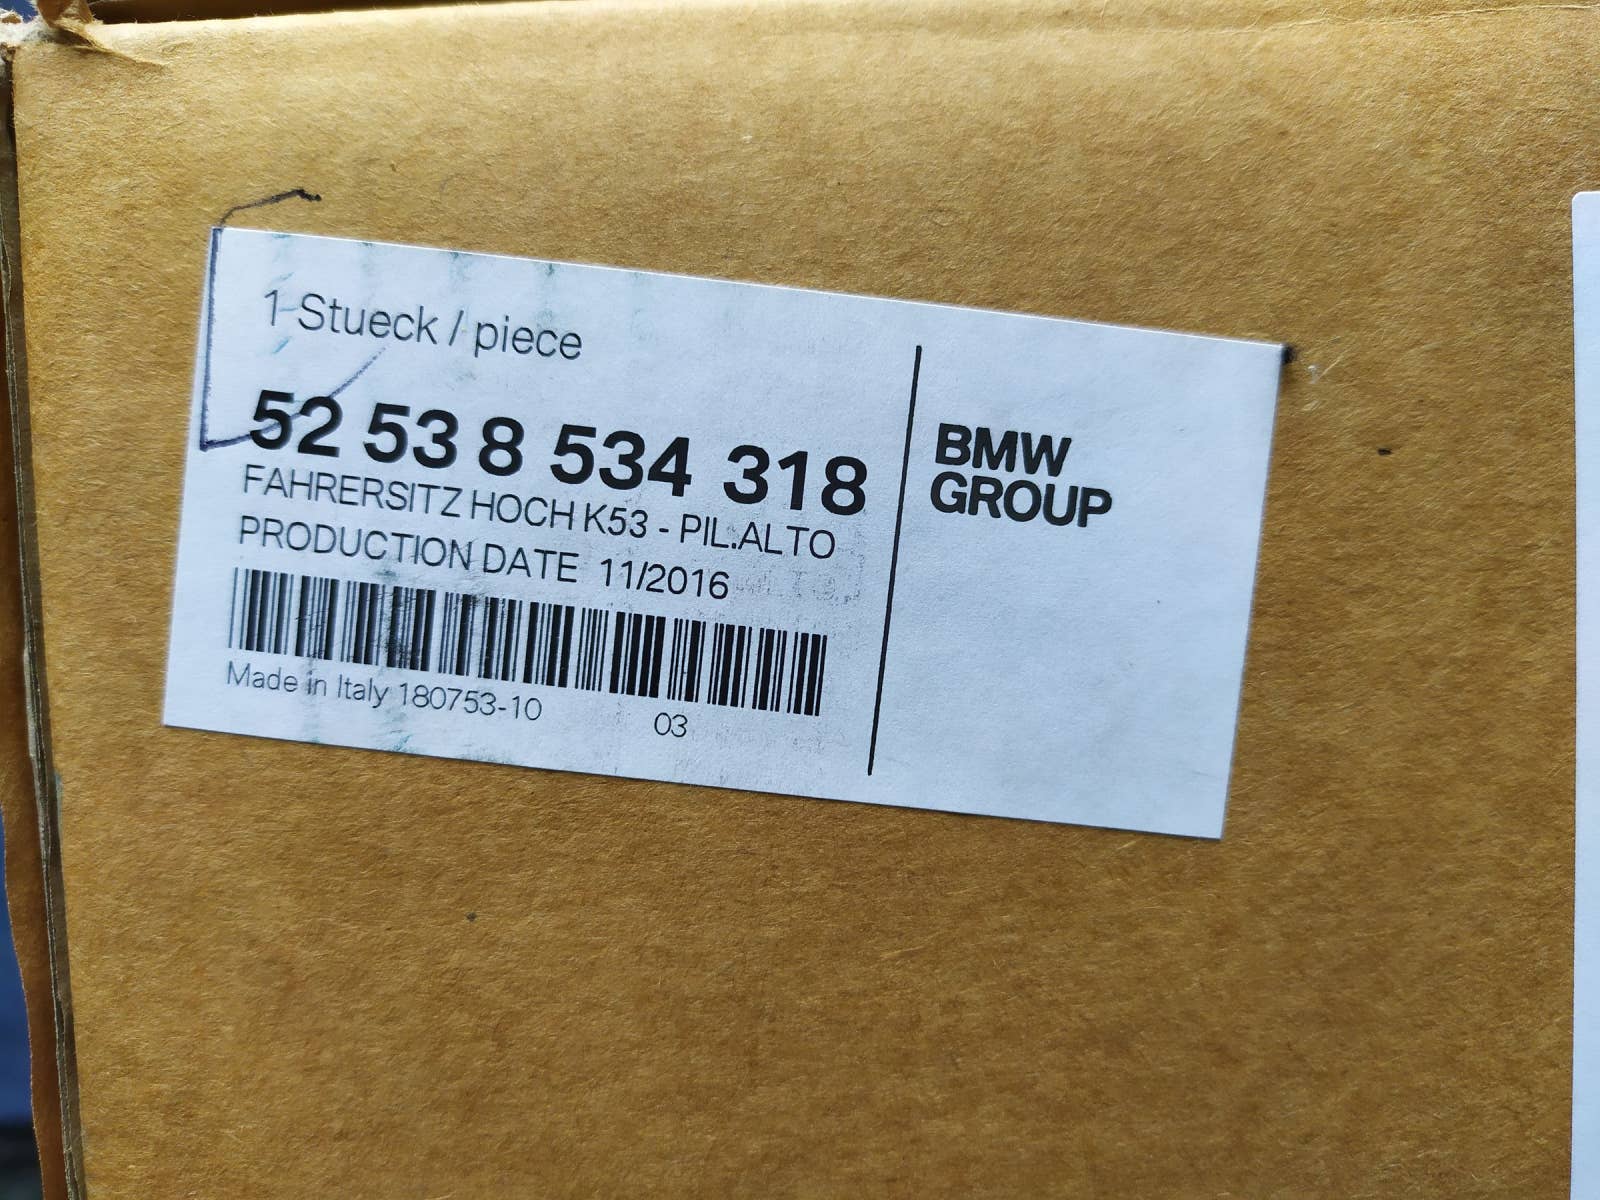 1 Stueck / piece
52 53 8 534 318
FAHRERSITZ HOCH K53 - PIL.ALTO
PRODUCTION DATE 11/2016
Made in Italy 180753-10
03
BMW
GROUP